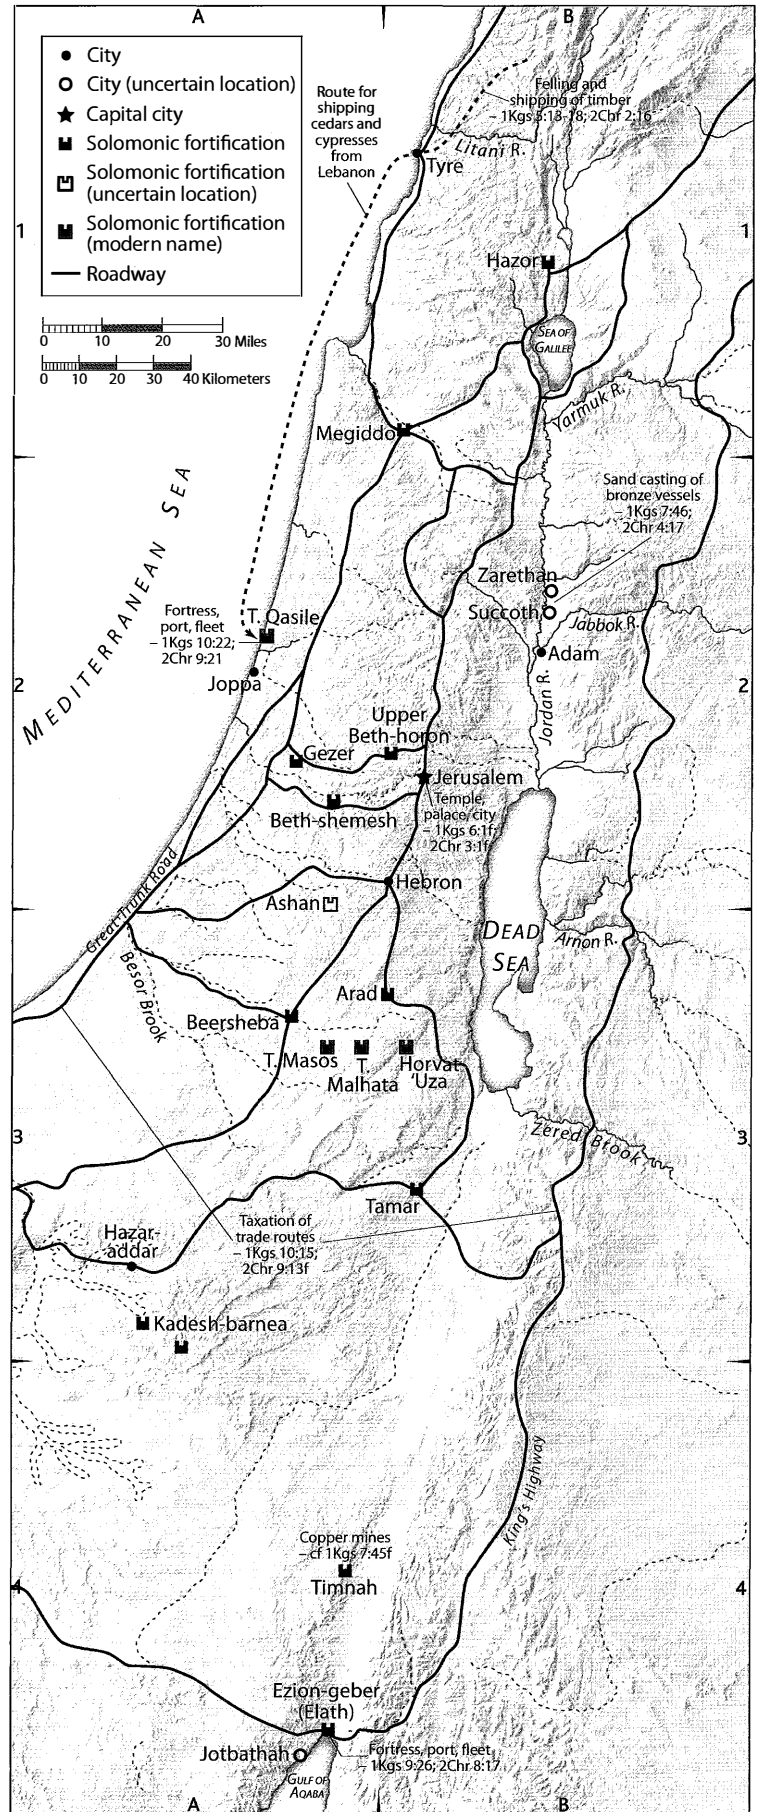 A
B
City
City (uncertain location)
Capital city
Solomonic fortification
Solomonic fortification
(uncertain location)
Solomonic fortification
(modern name)
Roadway
0 10 20 30 Miles
0 10 20 30 40 Kilometers
Route for
shipping
cedars and
cypresses
from
Lebanon
Felling and
shipping of timber
– 1Kgs 5:13-18; 2Chr 2:16
Litani R.
Tyre
1
1
Hazor
SEA OF
GALILEE
Yarmuk R.
Megiddo
MEDITERRANEAN SEA
Sand casting of
bronze vessels
– 1Kgs 7:46;
2Chr 4:17
Zarethan
Succoth
Jabbok R.
Adam
Jordan R.
Fortress,
port, fleet
– 1Kgs 10:22;
2Chr 9:21
T. Qasile
Joppa
2
2
Upper
Beth-horon
Gezer
Jerusalem
Temple,
palace, city
– 1Kgs 6:1f;
2Chr 3:1f
Beth-shemesh
Great Trunk Road
Hebron
Ashan
DEAD
SEA
Arnon R.
Besor Brook
Arad
Beersheba
T. Masos
T.
Malhata
Horvat
‘Uza
3
3
Zered Brook
Tamar
Taxation of
trade routes
– 1Kgs 10:15;
2Chr 9:13f
Hazar-
addar
Kadesh-barnea
King's Highway
Copper mines
– cf 1Kgs 7:45f
Timnah
4
4
Ezion-geber
(Elath)
Jotbathah
Fortress, port, fleet
– 1Kgs 9:26; 2Chr 8:17
GULF OF
AQABA
A
B